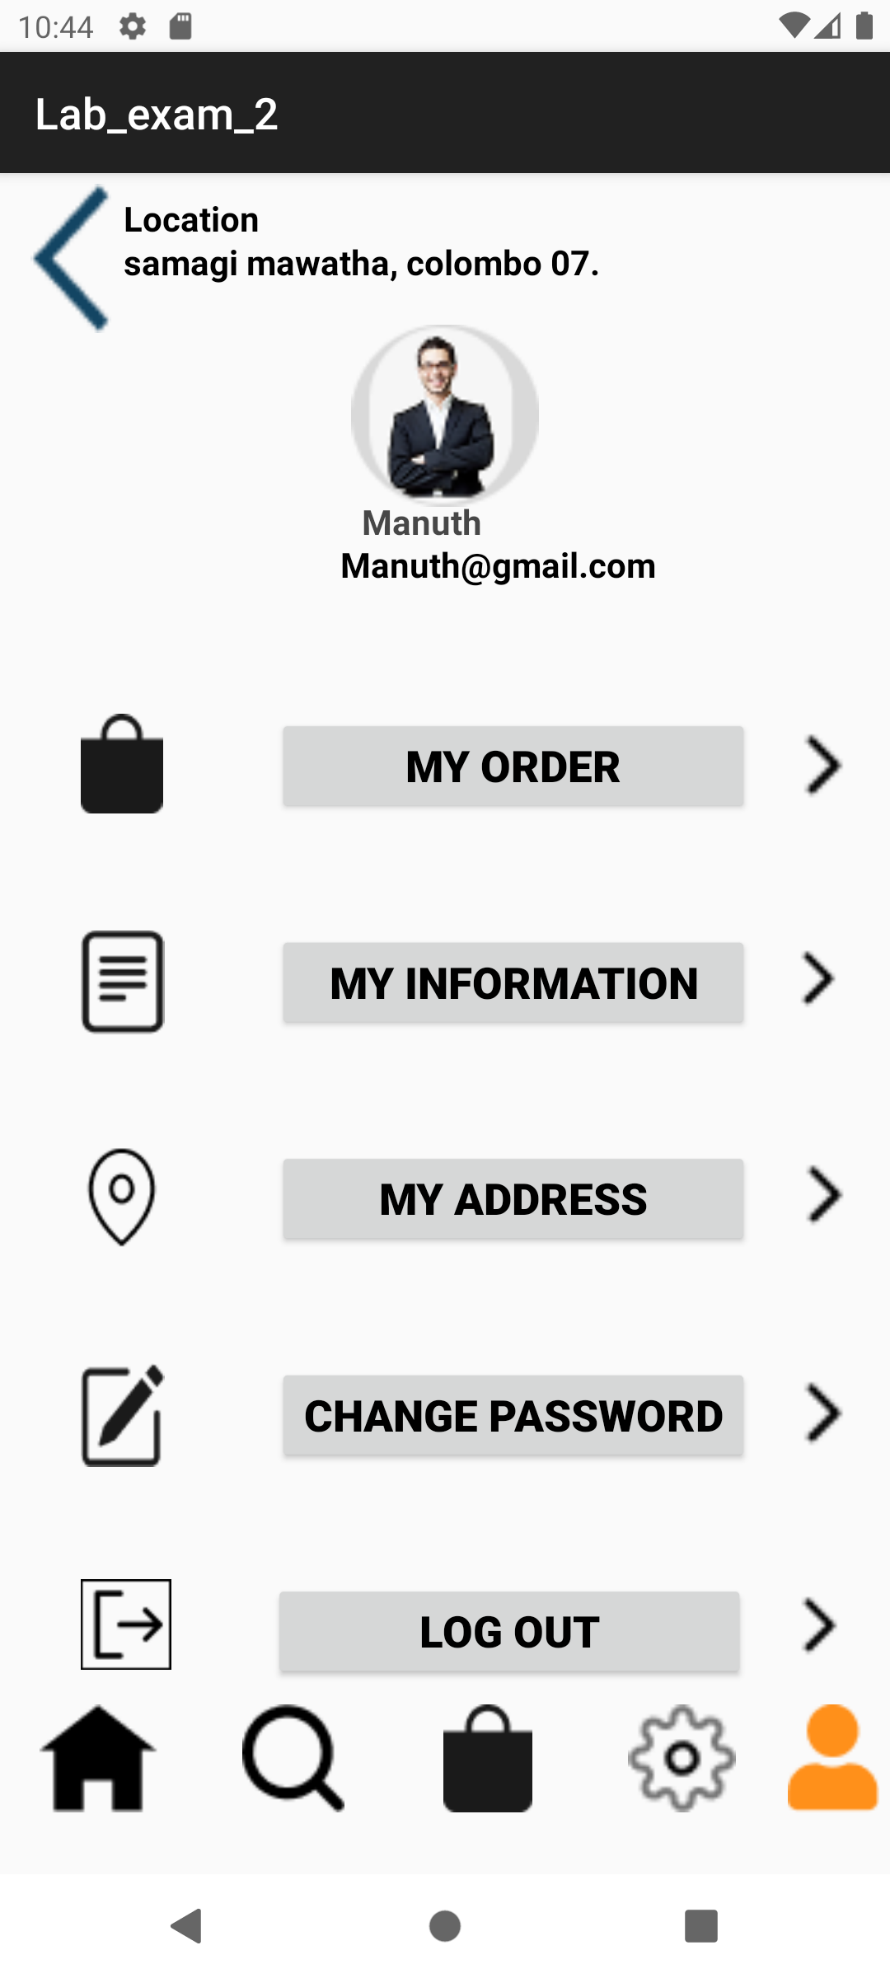 10:44
Lab_exam_2
Location
samagi mawatha, colombo 07.
Manuth
Manuth@gmail.com
MY ORDER
MY INFORMATION
MY ADDRESS
CHANGE PASSWORD
LOG OUT